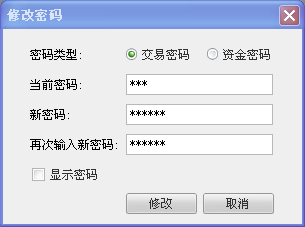 修改密码
密码类型: 交易密码 资金密码
当前密码: ***
新密码: ******
再次输入新密码: ******
显示密码
修改 取消